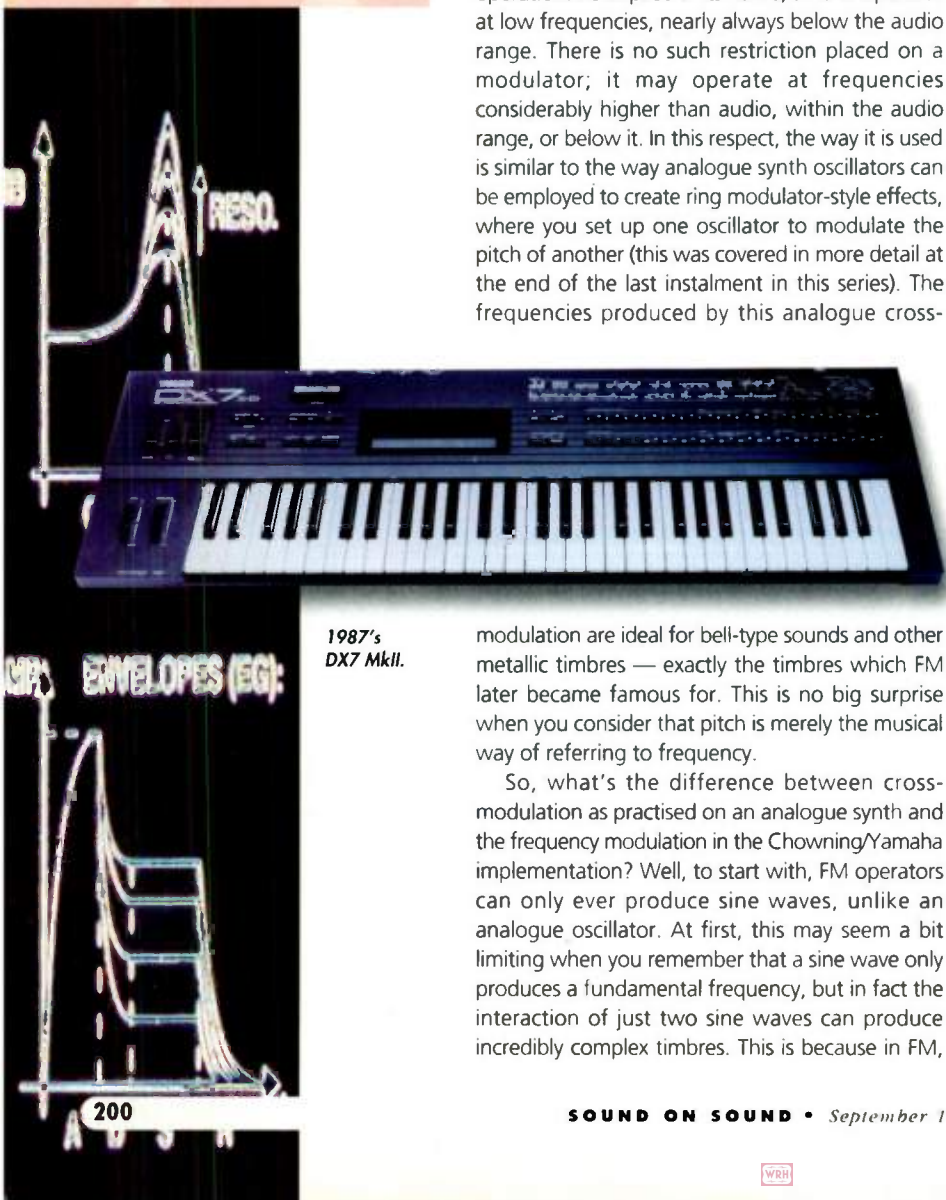 at low frequencies, nearly always below the audio
range. There is no such restriction placed on a
modulator; it may operate at frequencies
considerably higher than audio, within the audio
range, or below it. In this respect, the way it is used
is similar to the way analogue synth oscillators can
be employed to create ring modulator-style effects,
where you set up one oscillator to modulate the
pitch of another (this was covered in more detail at
the end of the last instalment in this series). The
frequencies produced by this analogue cross-
RESO.
DX7
1987's
DX7 MkII.
modulation are ideal for bell-type sounds and other
metallic timbres — exactly the timbres which FM
later became famous for. This is no big surprise
when you consider that pitch is merely the musical
way of referring to frequency.
So, what's the difference between cross-
modulation as practised on an analogue synth and
the frequency modulation in the Chowning/Yamaha
implementation? Well, to start with, FM operators
can only ever produce sine waves, unlike an
analogue oscillator. At first, this may seem a bit
limiting when you remember that a sine wave only
produces a fundamental frequency, but in fact the
interaction of just two sine waves can produce
incredibly complex timbres. This is because in FM,
ENVELOPES (EG):
A D S R
200
SOUND ON SOUND • September 1
WRH